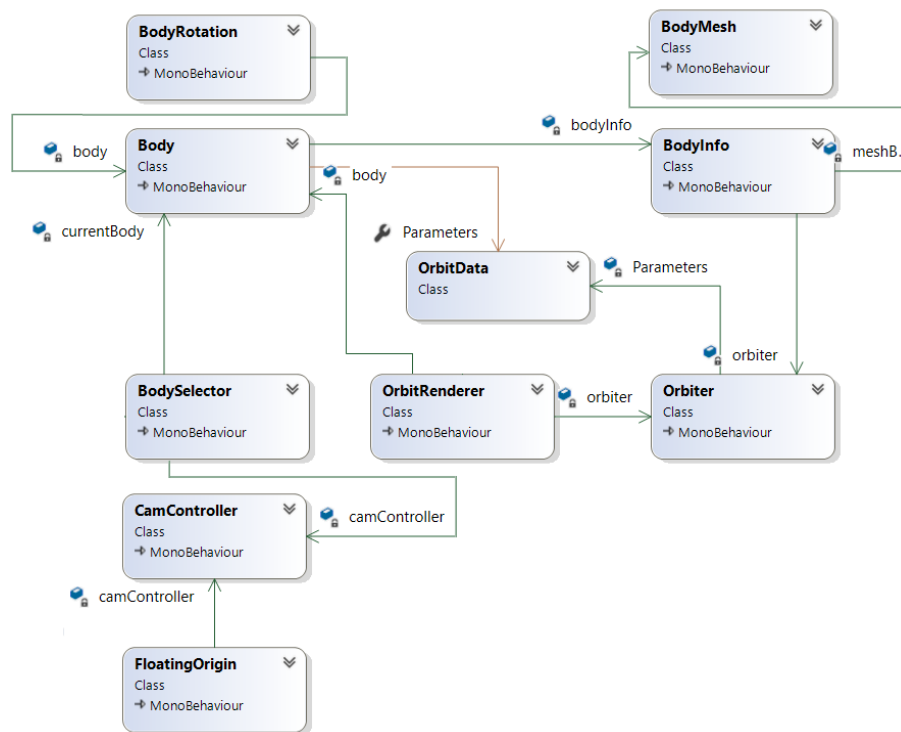 BodyRotation
Class
MonoBehaviour
BodyMesh
Class
MonoBehaviour
bodyInfo
body
Body
Class
MonoBehaviour
body
BodyInfo
Class
MonoBehaviour
meshB.
currentBody
Parameters
OrbitData
Class
Parameters
orbiter
BodySelector
Class
MonoBehaviour
OrbitRenderer
Class
MonoBehaviour
orbiter
Orbiter
Class
MonoBehaviour
CamController
Class
MonoBehaviour
camController
camController
FloatingOrigin
Class
MonoBehaviour